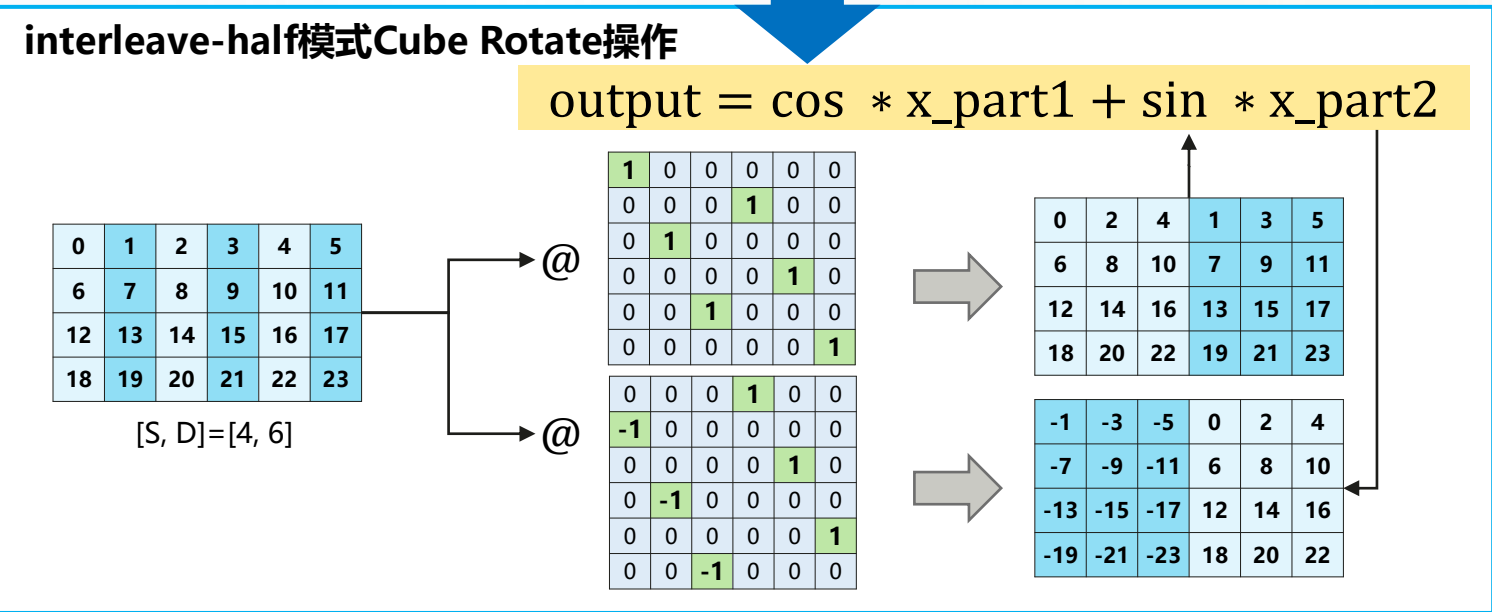 interleave-half模式Cube Rotate操作
output = cos * x_part1 + sin * x_part2
0 1 2 3 4 5
6 7 8 9 10 11
12 13 14 15 16 17
18 19 20 21 22 23
[S, D]=[4, 6]
@
1 0 0 0 0 0
0 0 0 1 0 0
0 1 0 0 0 0
0 0 0 0 1 0
0 0 1 0 0 0
0 0 0 0 0 1
0 2 4 1 3 5
6 8 10 7 9 11
12 14 16 13 15 17
18 20 22 19 21 23
@
0 0 0 1 0 0
-1 0 0 0 0 0
0 0 0 0 1 0
0 -1 0 0 0 0
0 0 0 0 0 1
0 0 -1 0 0 0
-1 -3 -5 0 2 4
-7 -9 -11 6 8 10
-13 -15 -17 12 14 16
-19 -21 -23 18 20 22